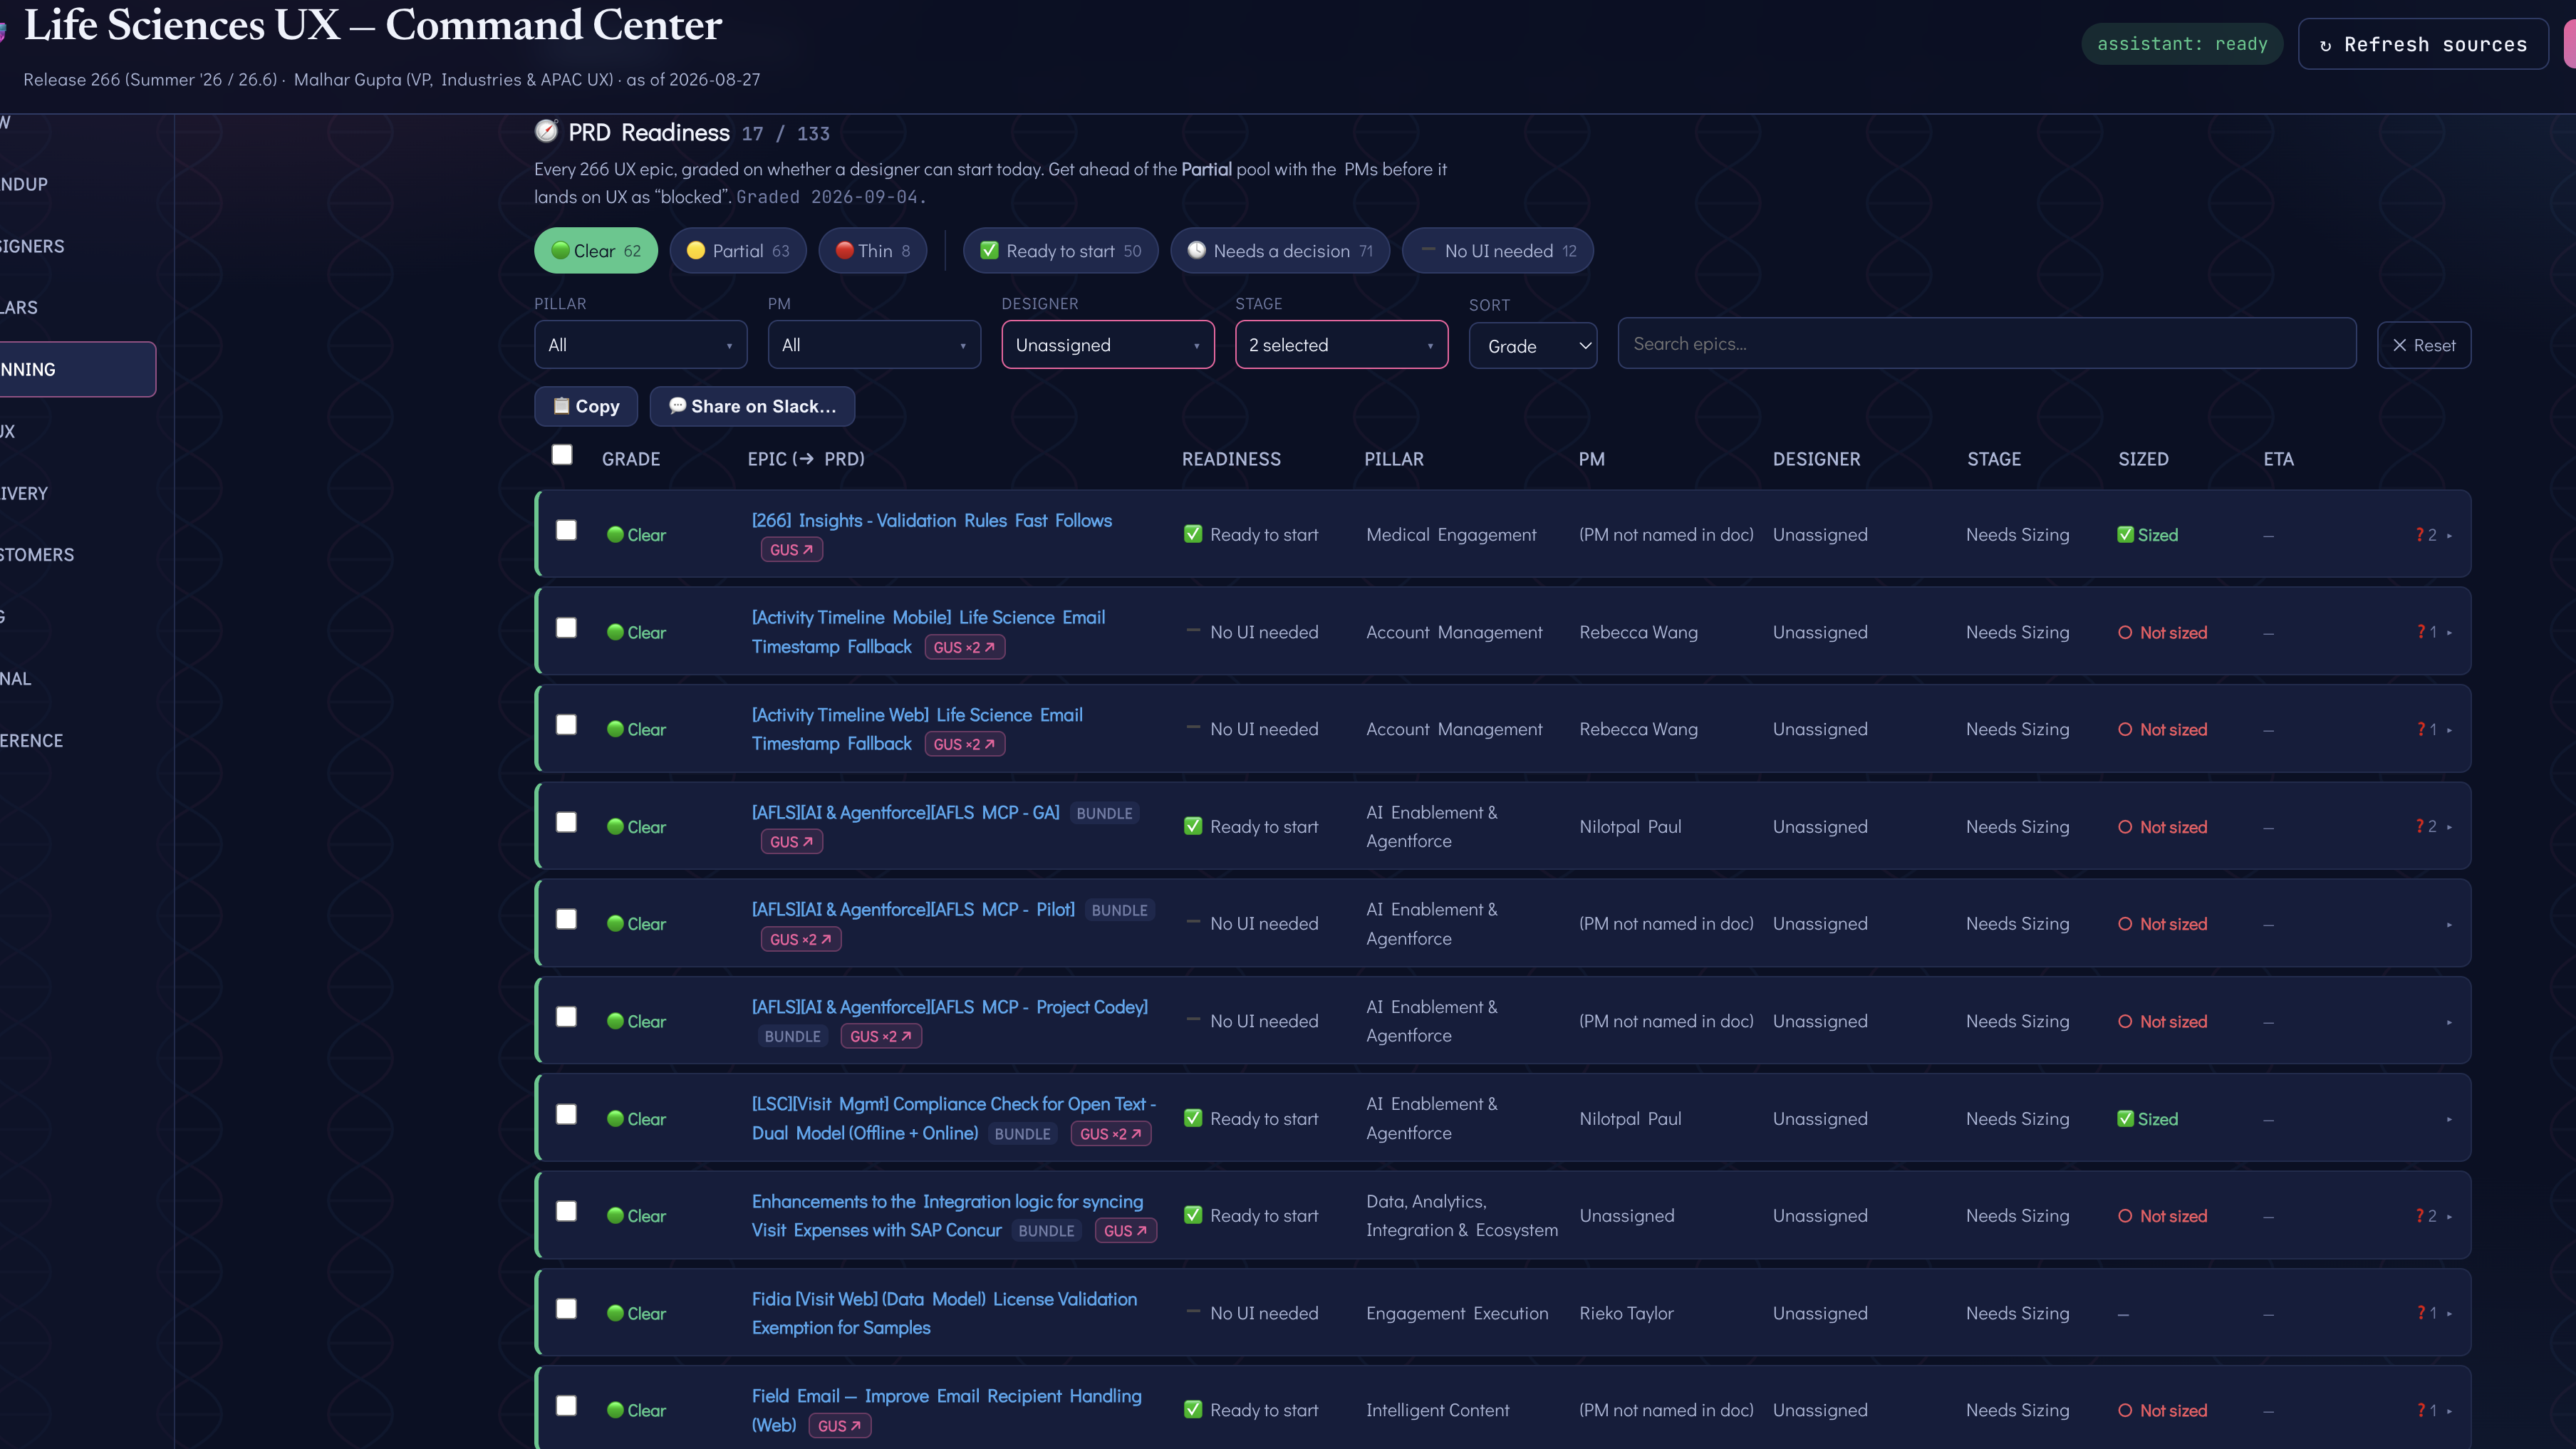 Life Sciences UX — Command Center
Release 266 (Summer '26 / 26.6) · Malhar Gupta (VP, Industries & APAC UX) · as of 2026-08-27
assistant: ready
↻ Refresh sources
W
NDUP
SIGNERS
LARS
NNING
UX
IVERY
STOMERS
G
NAL
ERENCE
PRD Readiness 17 / 133
Every 266 UX epic, graded on whether a designer can start today. Get ahead of the Partial pool with the PMs before it
lands on UX as “blocked”. Graded 2026-09-04.
Clear 62 Partial 63 Thin 8 Ready to start 50 Needs a decision 71 No UI needed 12
PILLAR PM DESIGNER STAGE SORT
All All Unassigned 2 selected Grade Search epics... ✕ Reset
Copy Share on Slack...
GRADE EPIC (→ PRD) READINESS PILLAR PM DESIGNER STAGE SIZED ETA
Clear [266] Insights - Validation Rules Fast Follows GUS ↗ Ready to start Medical Engagement (PM not named in doc) Unassigned Needs Sizing Sized — ? 2 ▸
Clear [Activity Timeline Mobile] Life Science Email
Timestamp Fallback GUS ×2 ↗ No UI needed Account Management Rebecca Wang Unassigned Needs Sizing Not sized — ? 1 ▸
Clear [Activity Timeline Web] Life Science Email
Timestamp Fallback GUS ×2 ↗ No UI needed Account Management Rebecca Wang Unassigned Needs Sizing Not sized — ? 1 ▸
Clear [AFLS][AI & Agentforce][AFLS MCP - GA] BUNDLE
GUS ↗ Ready to start AI Enablement &
Agentforce Nilotpal Paul Unassigned Needs Sizing Not sized — ? 2 ▸
Clear [AFLS][AI & Agentforce][AFLS MCP - Pilot] BUNDLE
GUS ×2 ↗ No UI needed AI Enablement &
Agentforce (PM not named in doc) Unassigned Needs Sizing Not sized — ▸
Clear [AFLS][AI & Agentforce][AFLS MCP - Project Codey]
BUNDLE GUS ×2 ↗ No UI needed AI Enablement &
Agentforce (PM not named in doc) Unassigned Needs Sizing Not sized — ▸
Clear [LSC][Visit Mgmt] Compliance Check for Open Text -
Dual Model (Offline + Online) BUNDLE GUS ×2 ↗ Ready to start AI Enablement &
Agentforce Nilotpal Paul Unassigned Needs Sizing Sized — ▸
Clear Enhancements to the Integration logic for syncing
Visit Expenses with SAP Concur BUNDLE GUS ↗ Ready to start Data, Analytics,
Integration & Ecosystem Unassigned Unassigned Needs Sizing Not sized — ? 2 ▸
Clear Fidia [Visit Web] (Data Model) License Validation
Exemption for Samples No UI needed Engagement Execution Rieko Taylor Unassigned Needs Sizing — — ? 1 ▸
Clear Field Email — Improve Email Recipient Handling
(Web) GUS ↗ Ready to start Intelligent Content (PM not named in doc) Unassigned Needs Sizing Not sized — ? 1 ▸